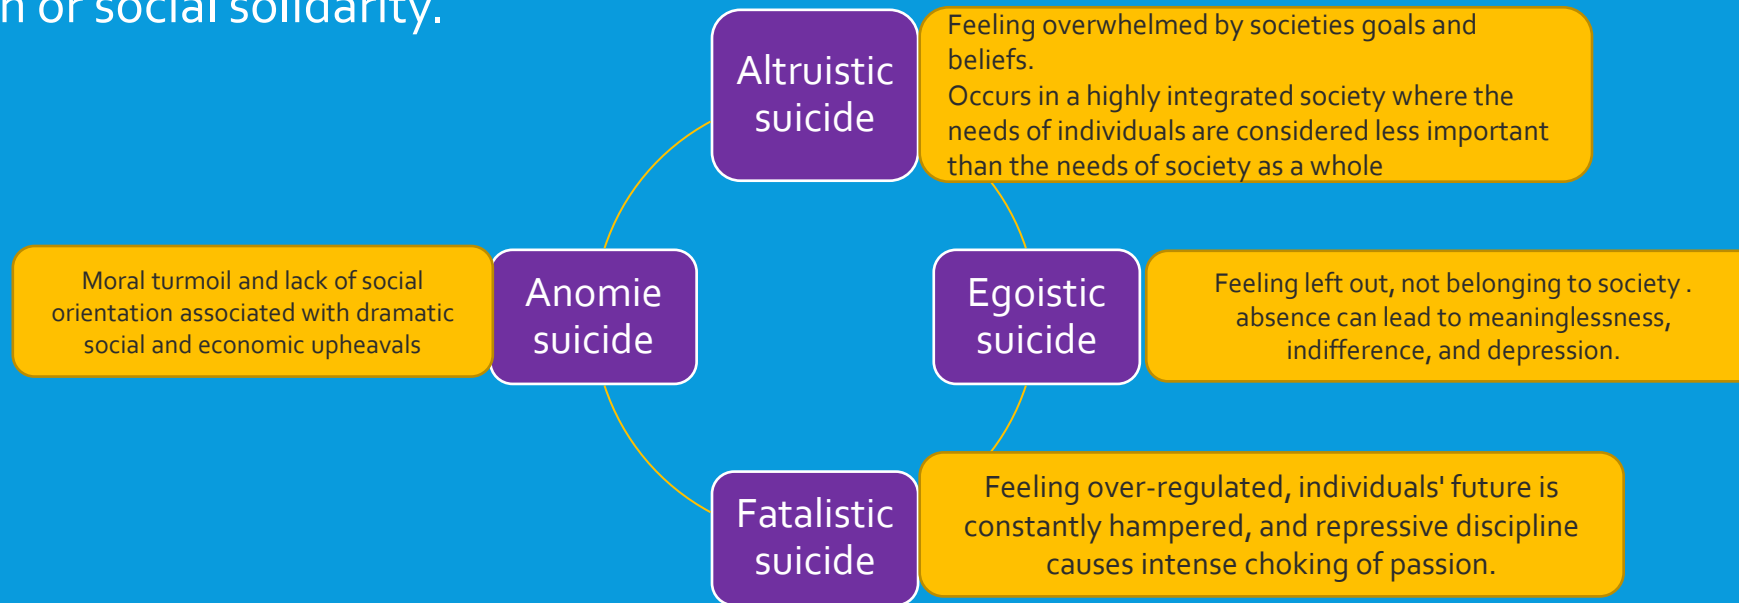 or social solidarity.
Altruistic
suicide
Feeling overwhelmed by societies goals and
beliefs.
Occurs in a highly integrated society where the
needs of individuals are considered less important
than the needs of society as a whole
Moral turmoil and lack of social
orientation associated with dramatic
social and economic upheavals
Anomie
suicide
Egoistic
suicide
Feeling left out, not belonging to society .
absence can lead to meaninglessness,
indifference, and depression.
Fatalistic
suicide
Feeling over-regulated, individuals' future is
constantly hampered, and repressive discipline
causes intense choking of passion.